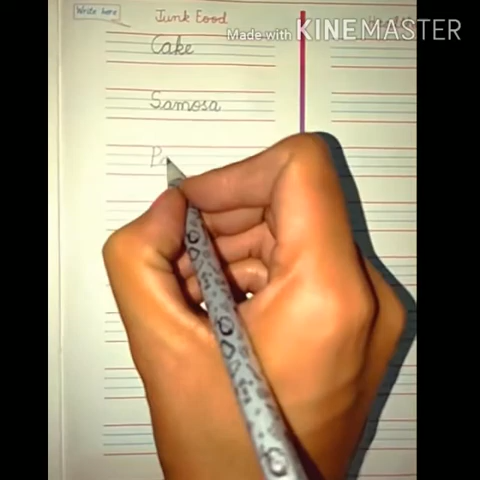 Write here
Junk Food
Made with KINEMASTER
Cake
Samosa